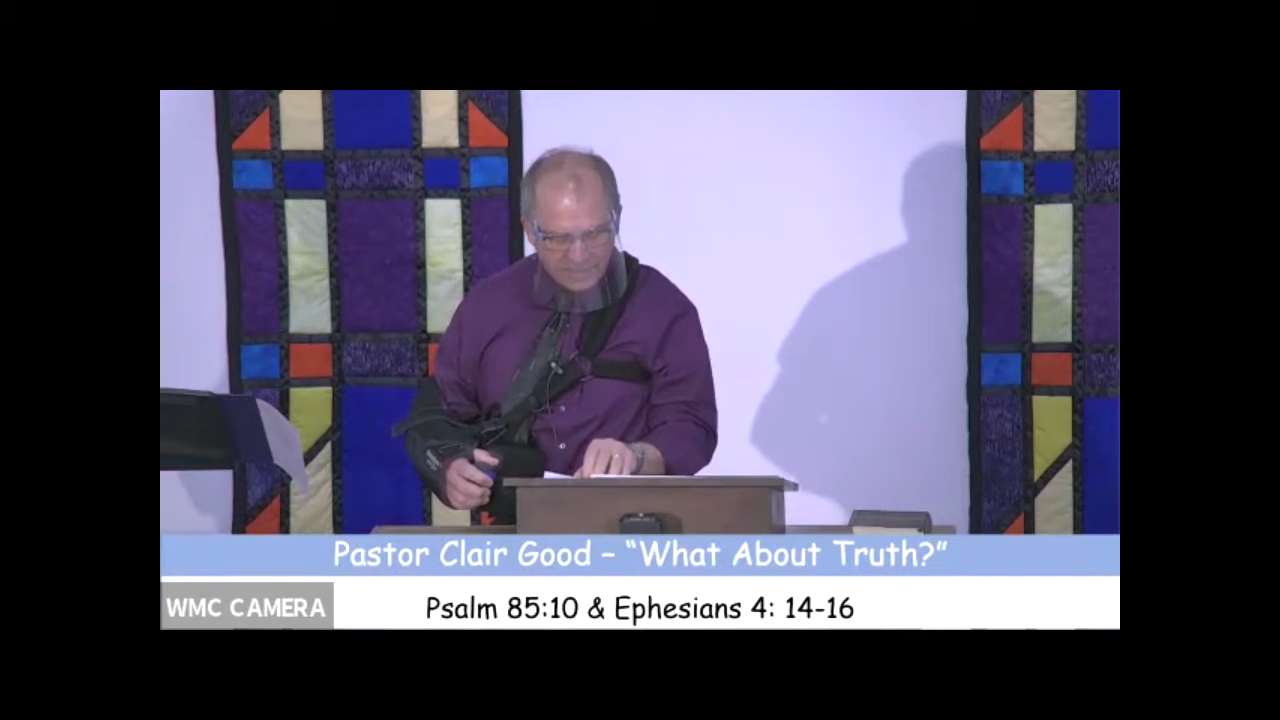 Pastor Clair Good – “What About Truth?”
WMC CAMERA
Psalm 85:10 & Ephesians 4: 14-16